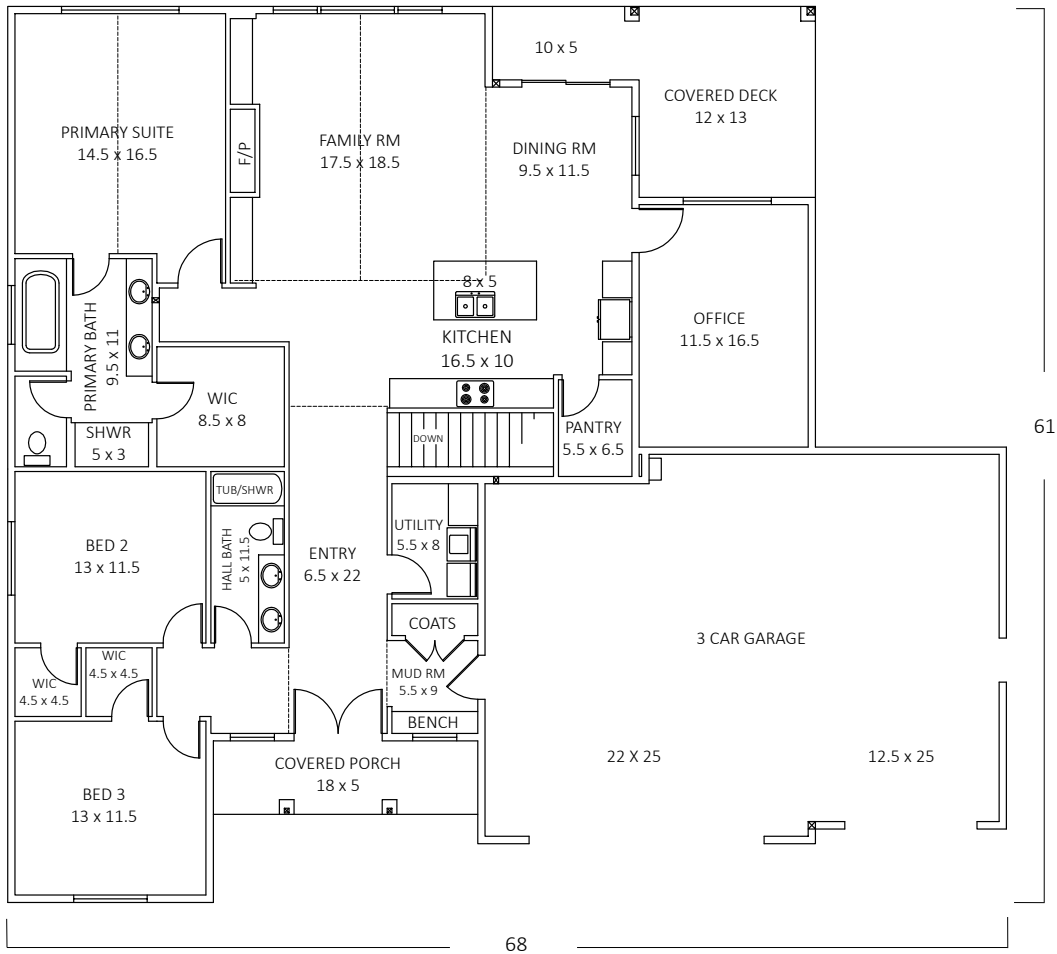 10 x 5
COVERED DECK
12 x 13
PRIMARY SUITE
14.5 x 16.5
F/P
FAMILY RM
17.5 x 18.5
DINING RM
9.5 x 11.5
8 x 5
KITCHEN
16.5 x 10
OFFICE
11.5 x 16.5
PRIMARY BATH
9.5 x 11
WIC
8.5 x 8
SHWR
5 x 3
DOWN
PANTRY
5.5 x 6.5
61
TUB/SHWR
BED 2
13 x 11.5
HALL BATH
5 x 11.5
ENTRY
6.5 x 22
UTILITY
5.5 x 8
COATS
3 CAR GARAGE
WIC
4.5 x 4.5
WIC
4.5 x 4.5
MUD RM
5.5 x 9
BENCH
22 X 25
12.5 x 25
COVERED PORCH
18 x 5
BED 3
13 x 11.5
68